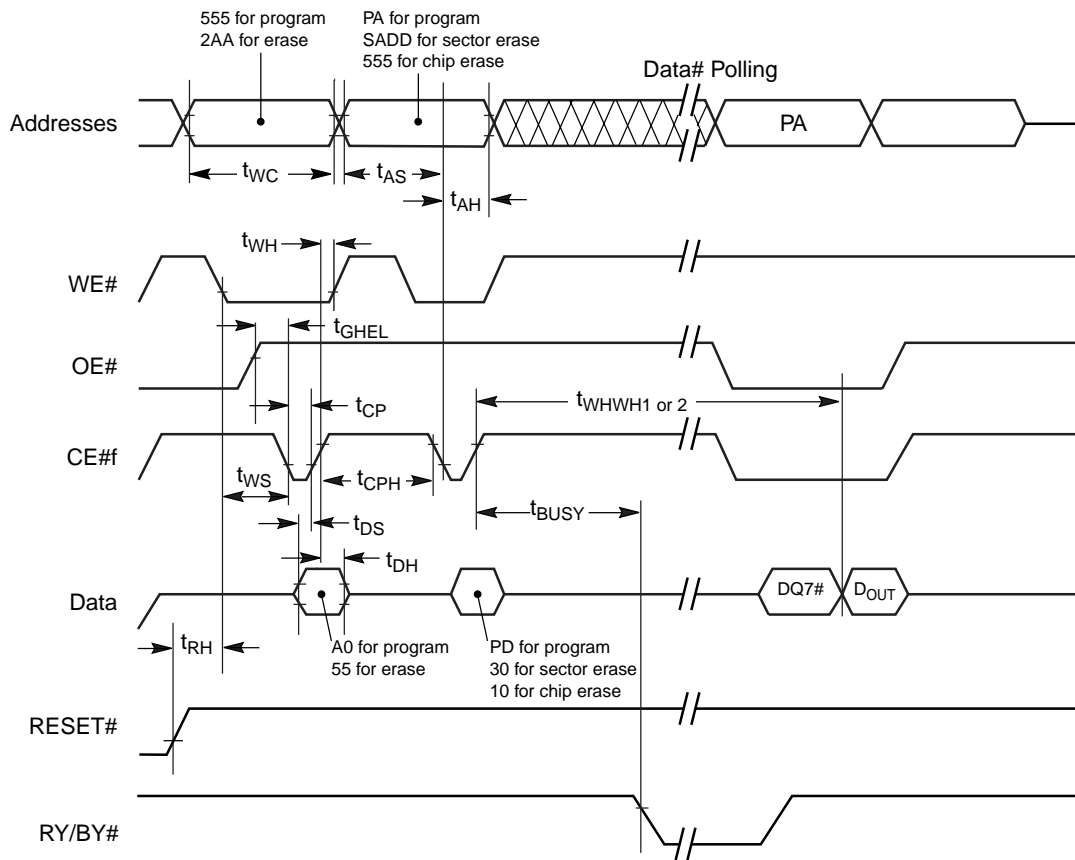 555 for program
2AA for erase
PA for program
SADD for sector erase
555 for chip erase
Data# Polling
Addresses
PA
tWC
tAS
tAH
tWH
WE#
tGHEL
OE#
tCP
tWHWH1 or 2
CE#f
tWS
tCPH
tBUSY
tDS
tDH
Data
DQ7#
DOUT
tRH
A0 for program
55 for erase
PD for program
30 for sector erase
10 for chip erase
RESET#
RY/BY#